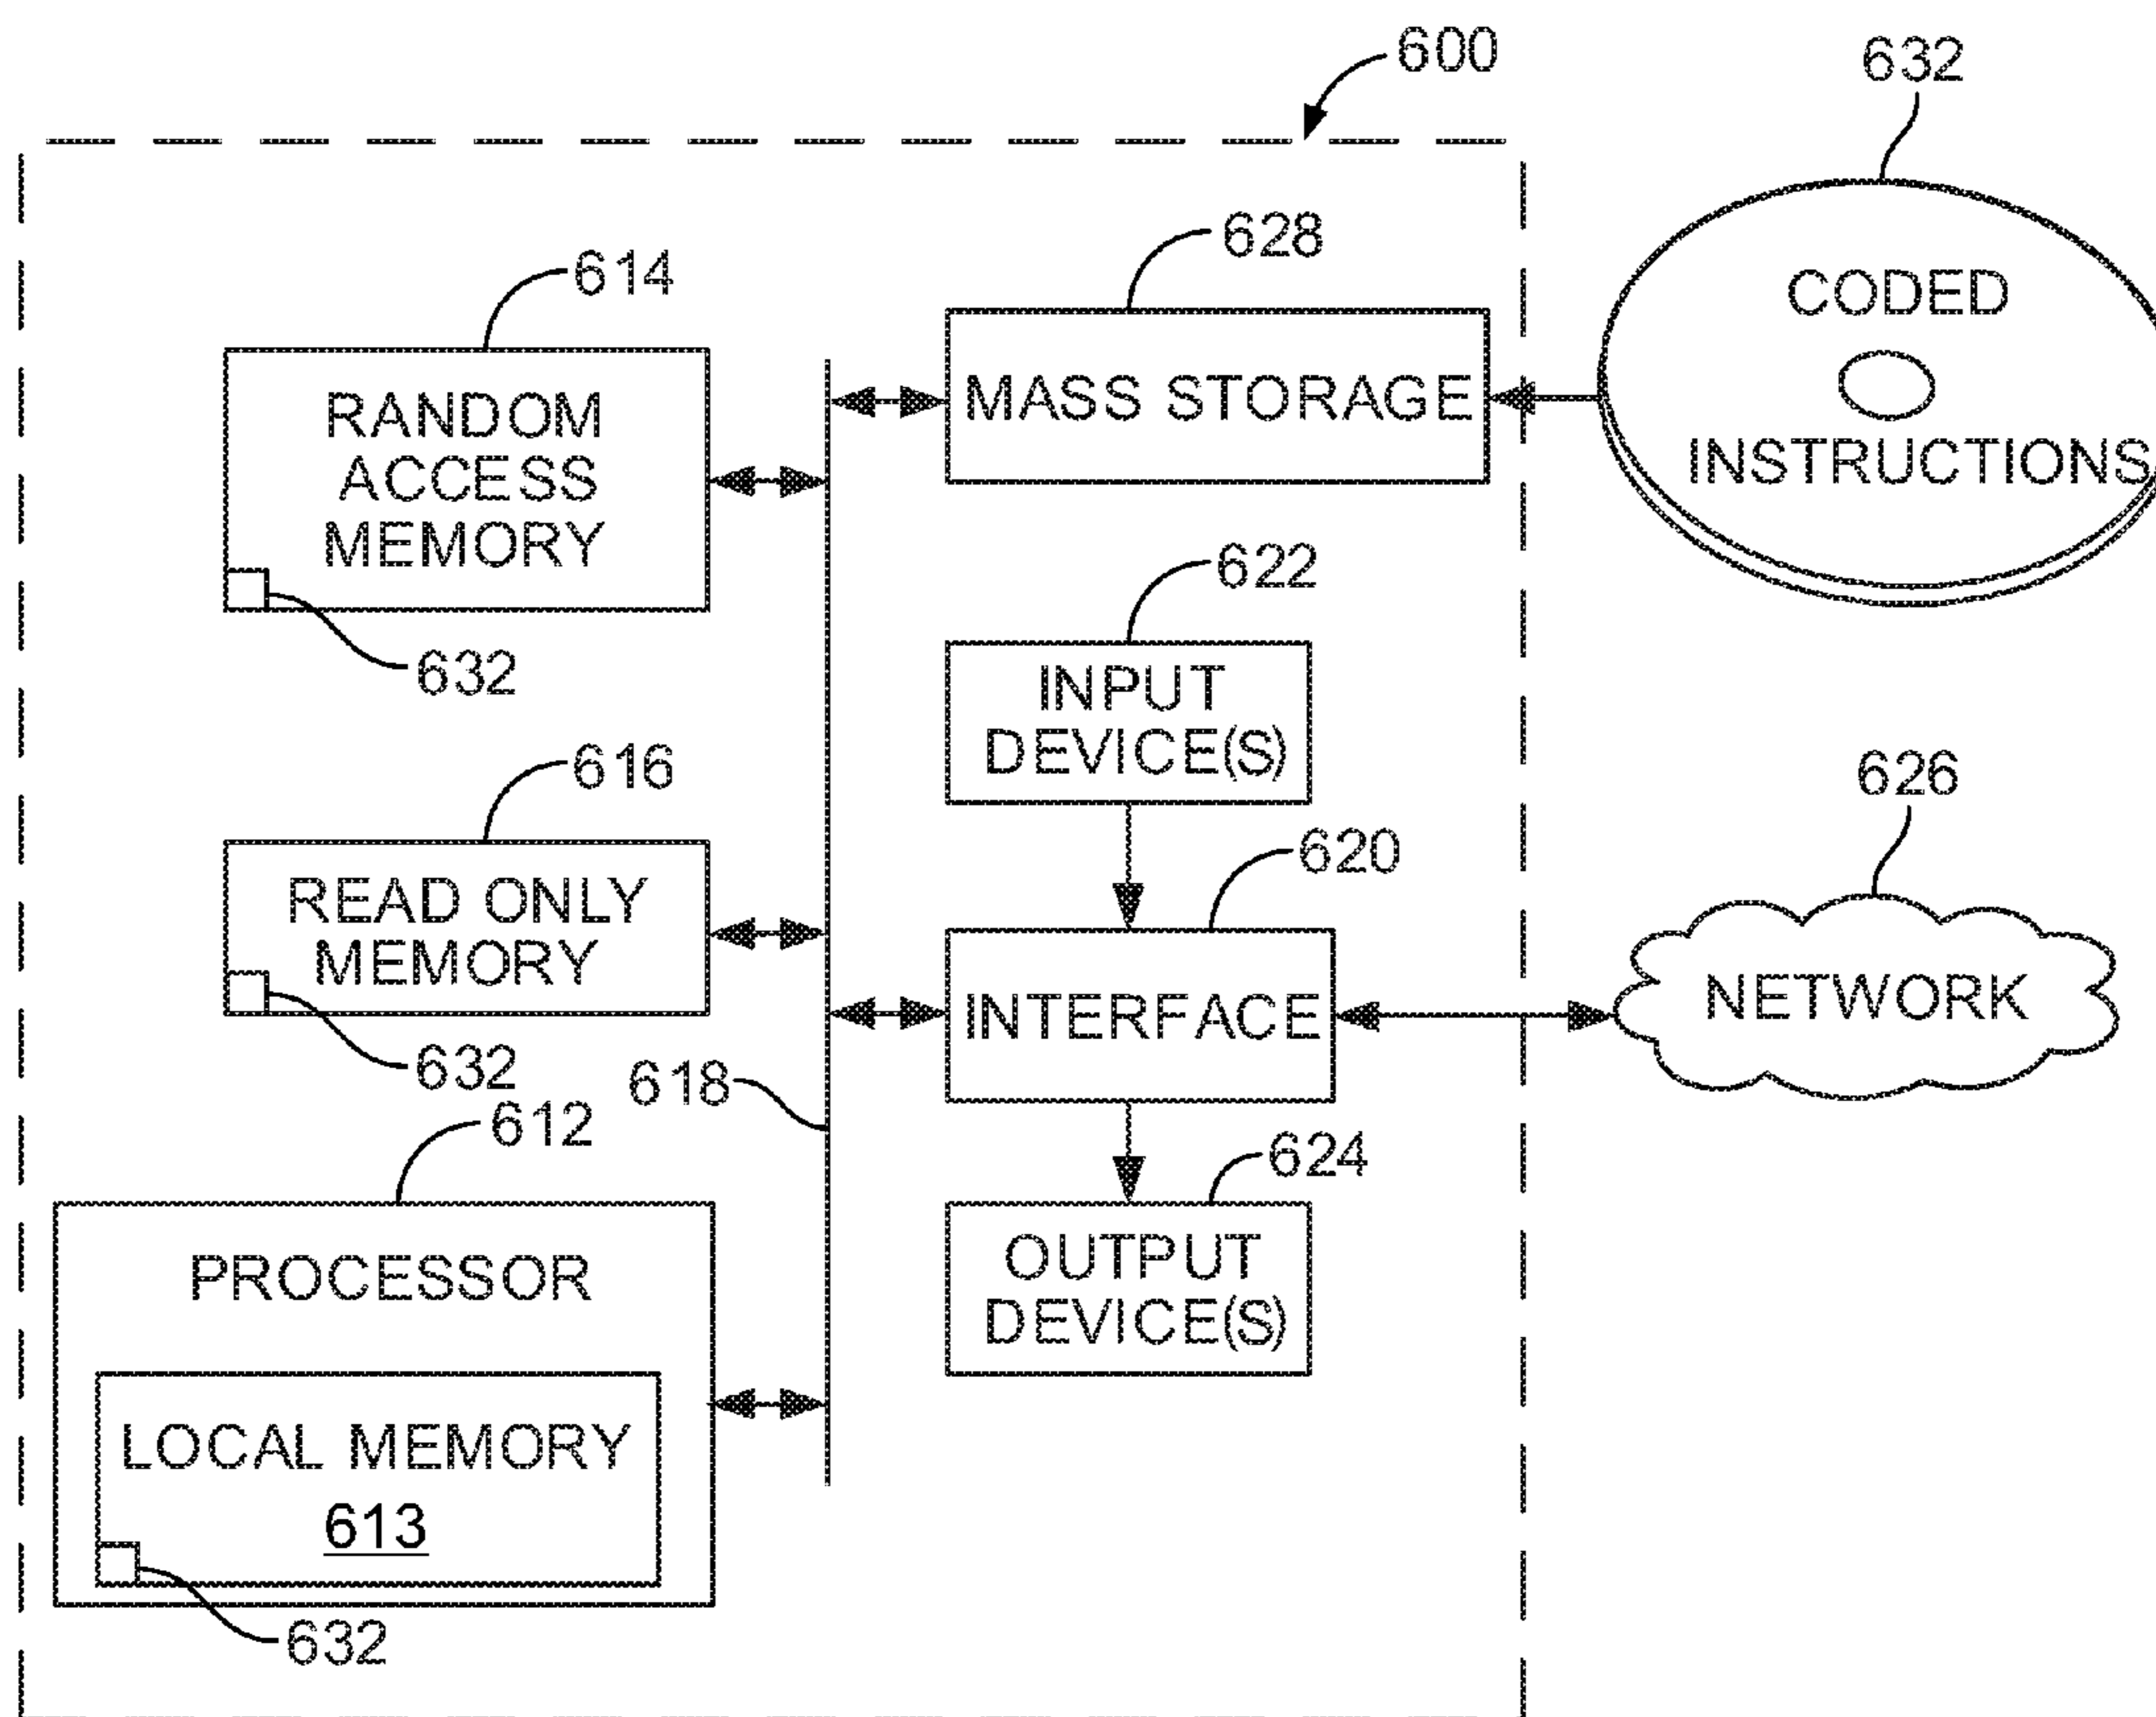 600
632
628
614
CODED
INSTRUCTIONS
MASS STORAGE
RANDOM
ACCESS
MEMORY
632
622
INPUT
DEVICE(S)
616
626
620
READ ONLY
MEMORY
NETWORK
INTERFACE
632
618
612
624
PROCESSOR
OUTPUT
DEVICE(S)
LOCAL MEMORY
613
632